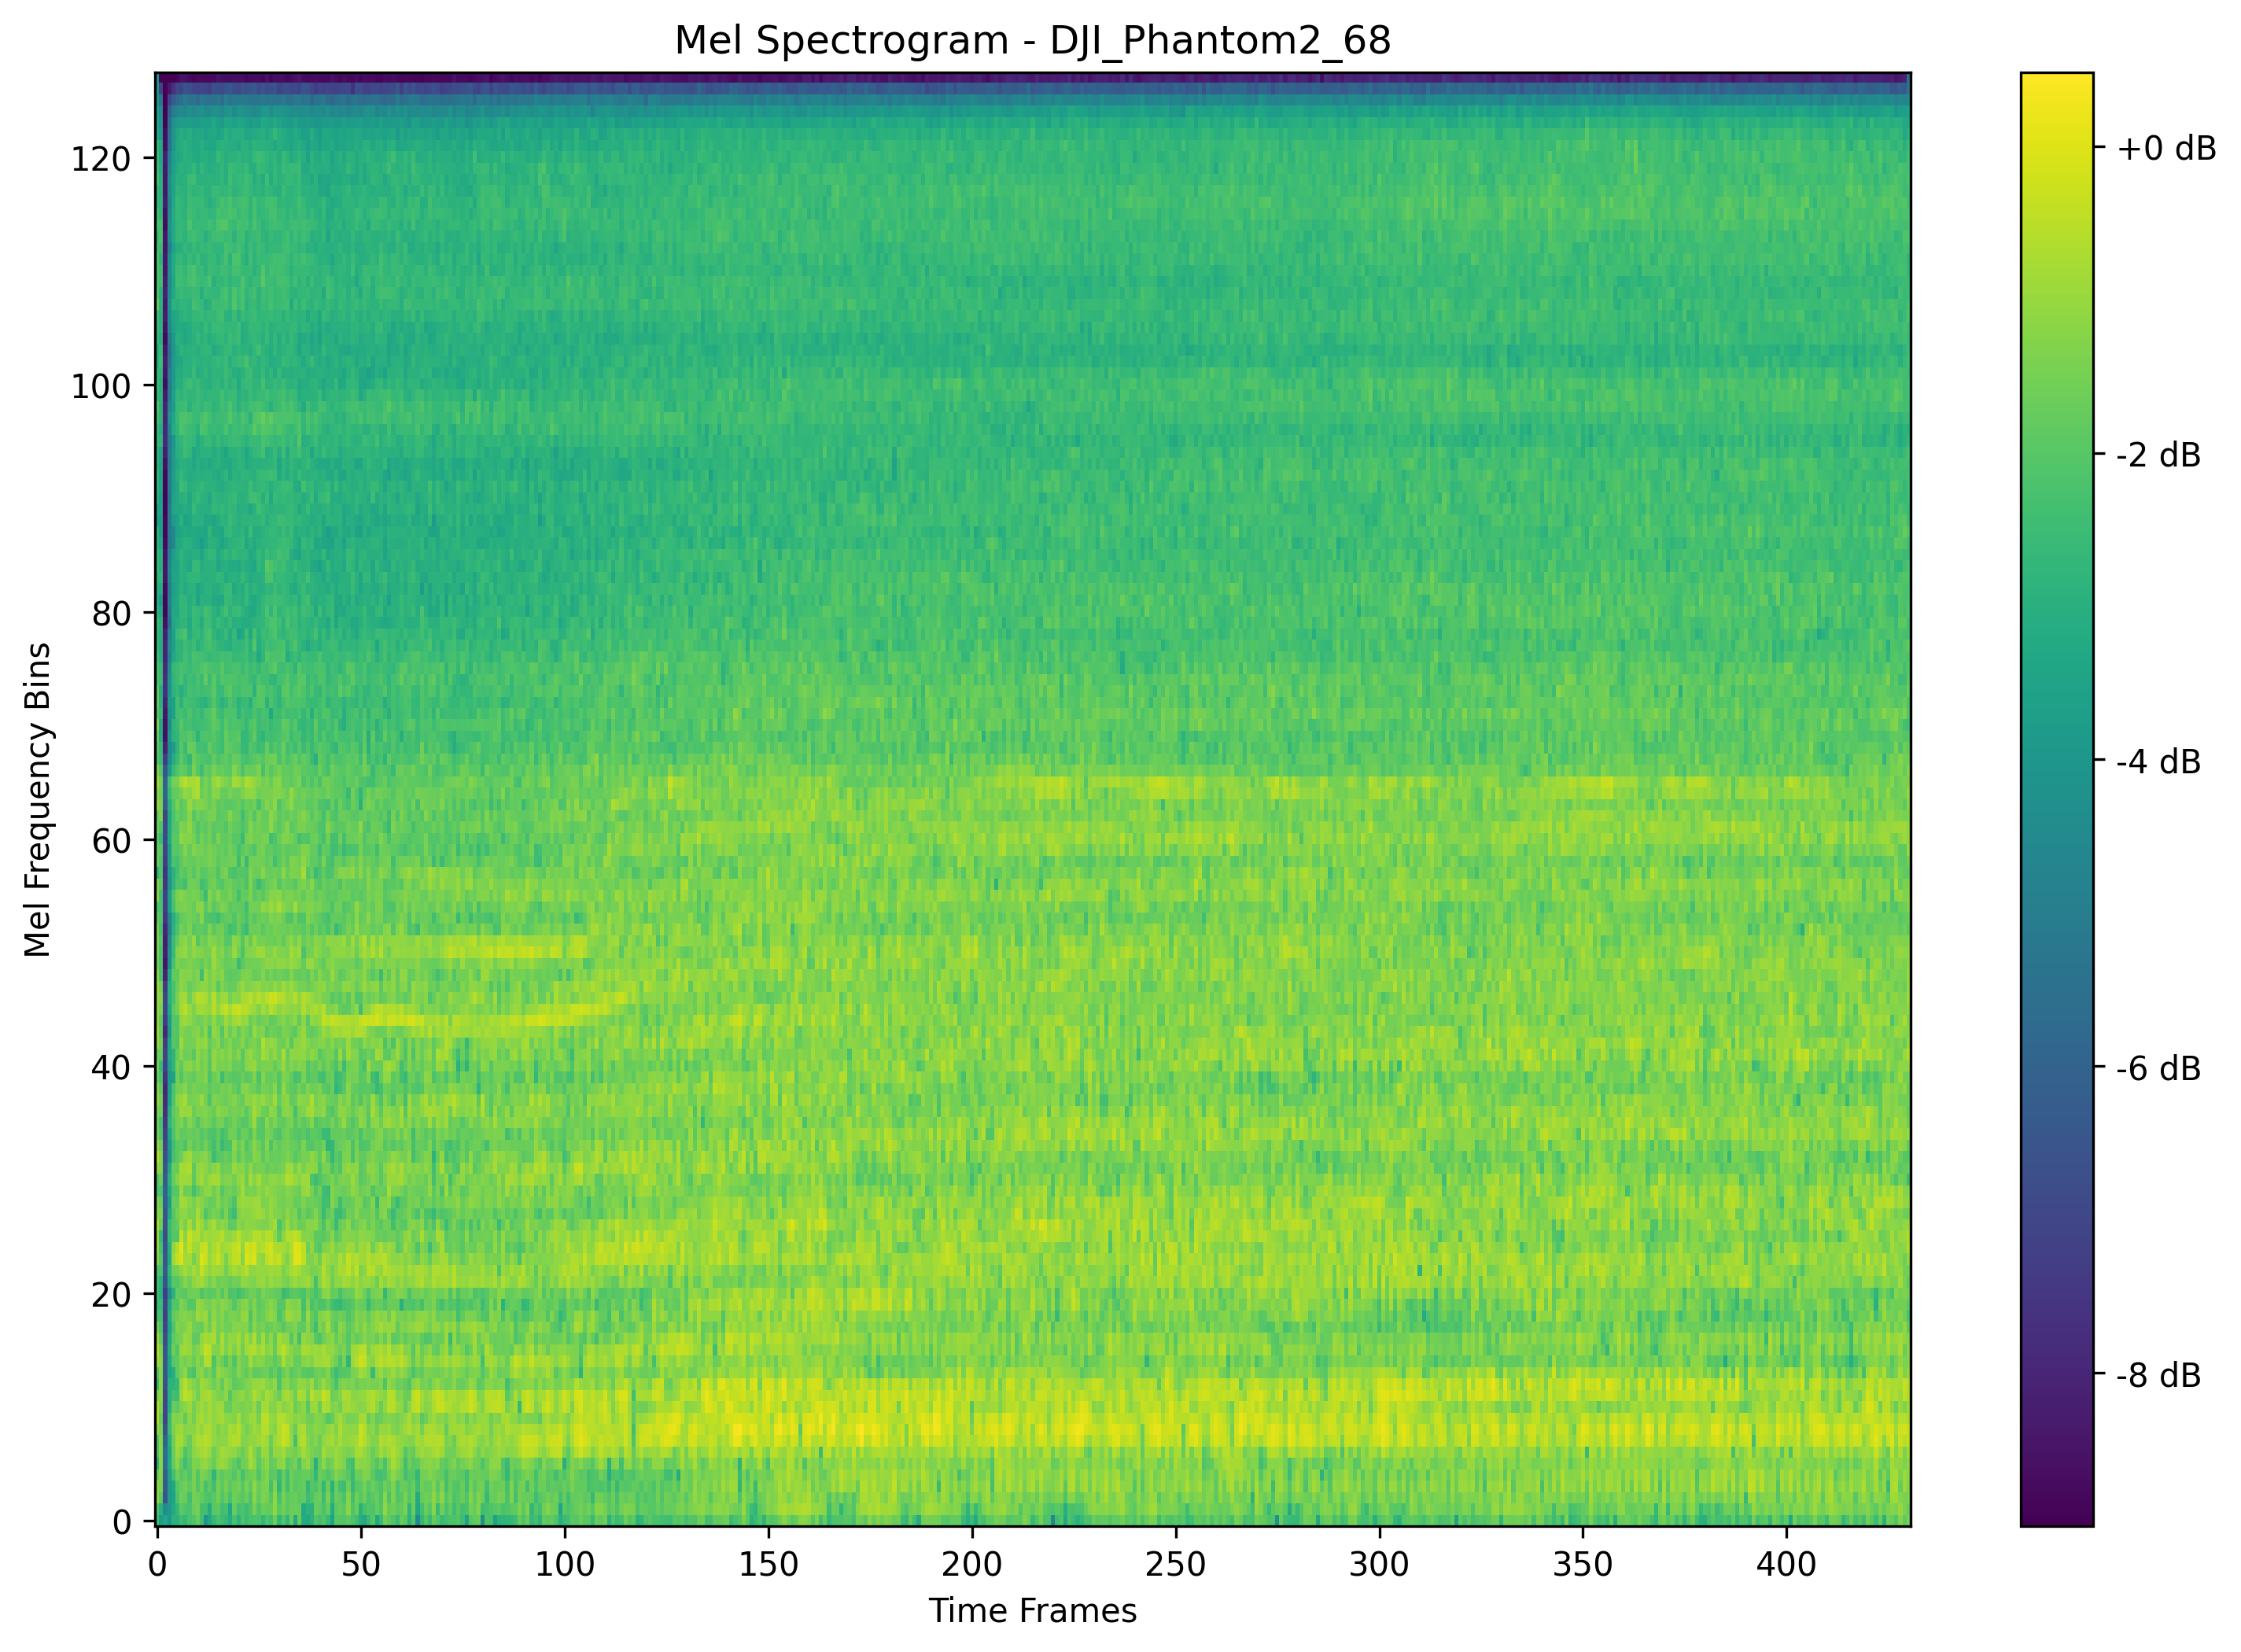 Mel Spectrogram - DJI_Phantom2_68
Mel Frequency Bins
120
100
80
60
40
20
0
0 50 100 150 200 250 300 350 400
Time Frames
+0 dB
-2 dB
-4 dB
-6 dB
-8 dB